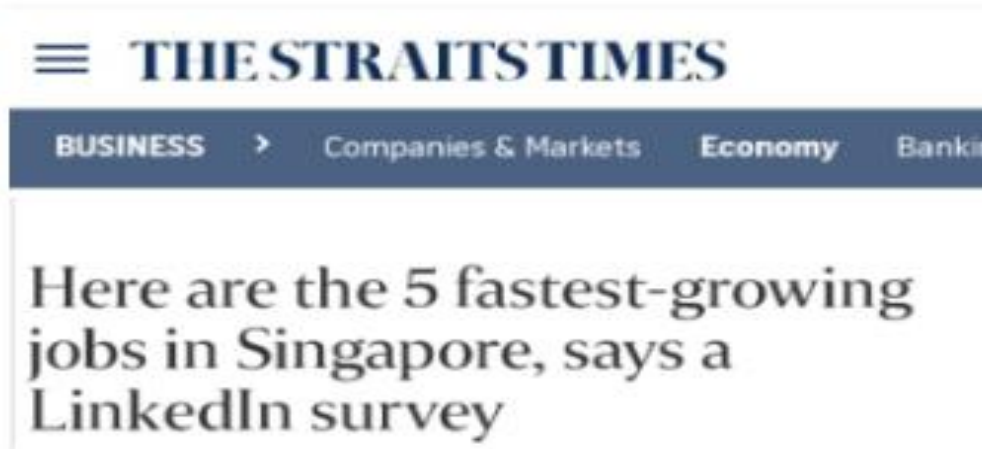 THE STRAITS TIMES
BUSINESS > Companies & Markets Economy
Here are the 5 fastest-growing
jobs in Singapore, says a
LinkedIn survey